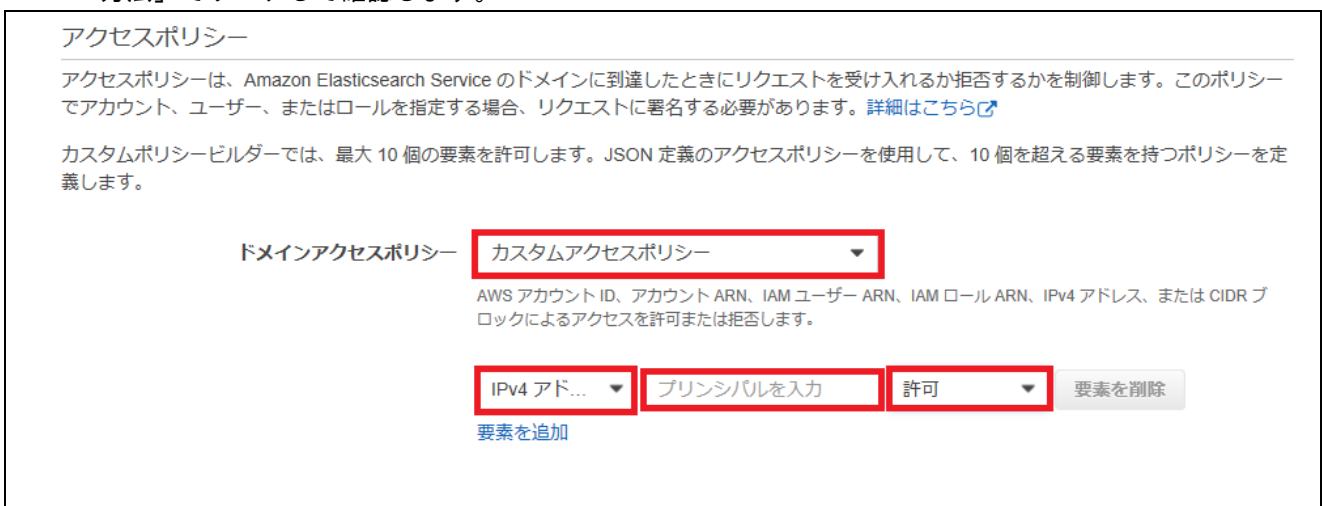 アクセスポリシー
アクセスポリシーは、Amazon Elasticsearch Service のドメインに到達したときにリクエストを受け入れるか拒否するかを制御します。このポリシー
でアカウント、ユーザー、またはロールを指定する場合、リクエストに署名する必要があります。詳細はこちら
カスタムポリシービルダーでは、最大 10 個の要素を許可します。JSON 定義のアクセスポリシーを使用して、10 個を超える要素を持つポリシーを定
義します。
ドメインアクセスポリシー カスタムアクセスポリシー
AWS アカウント ID、アカウント ARN、IAM ユーザー ARN、IAM ロール ARN、IPv4 アドレス、または CIDR ブ
ロックによるアクセスを許可または拒否します。
IPv4 アド... プリンシパルを入力 許可 要素を削除
要素を追加